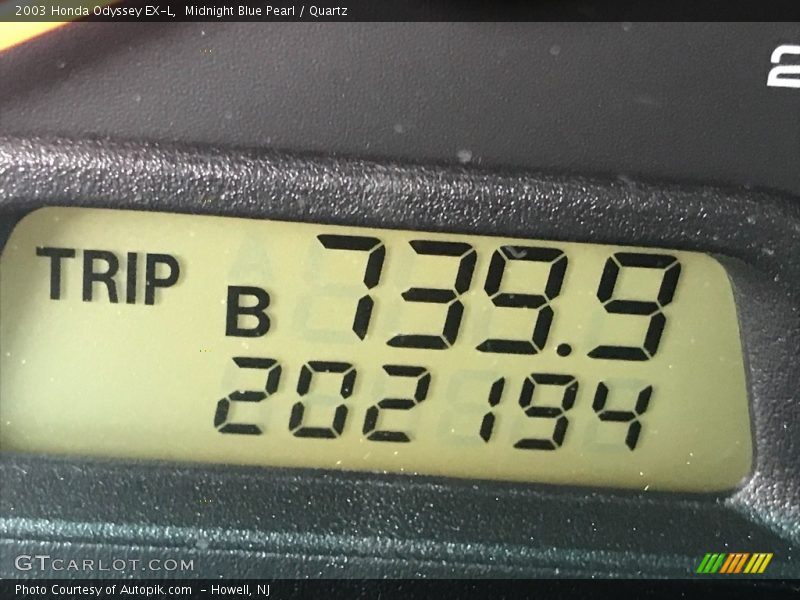 2003 Honda Odyssey EX-L, Midnight Blue Pearl / Quartz
2
TRIP B 739.9
202194
GTCARLOT.COM
Photo Courtesy of Autopik.com - Howell, NJ